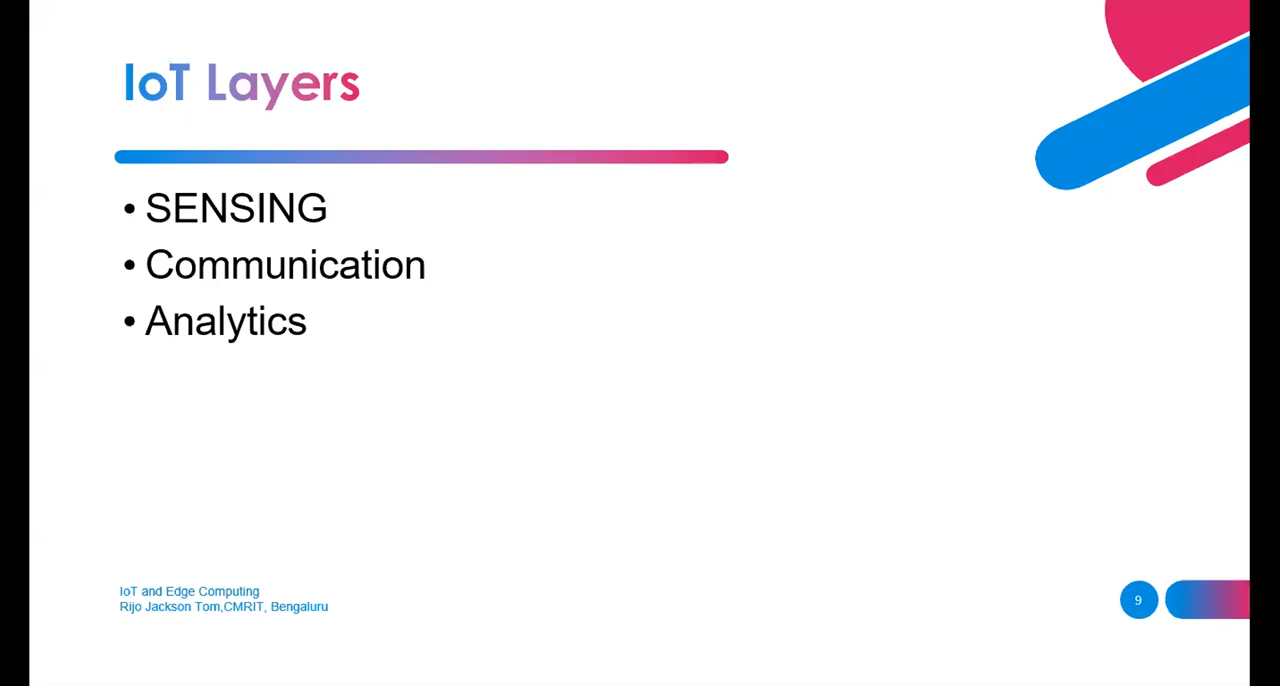 IoT Layers
• SENSING
• Communication
• Analytics
IoT and Edge Computing
Rijo Jackson Tom,CMRIT, Bengaluru
9